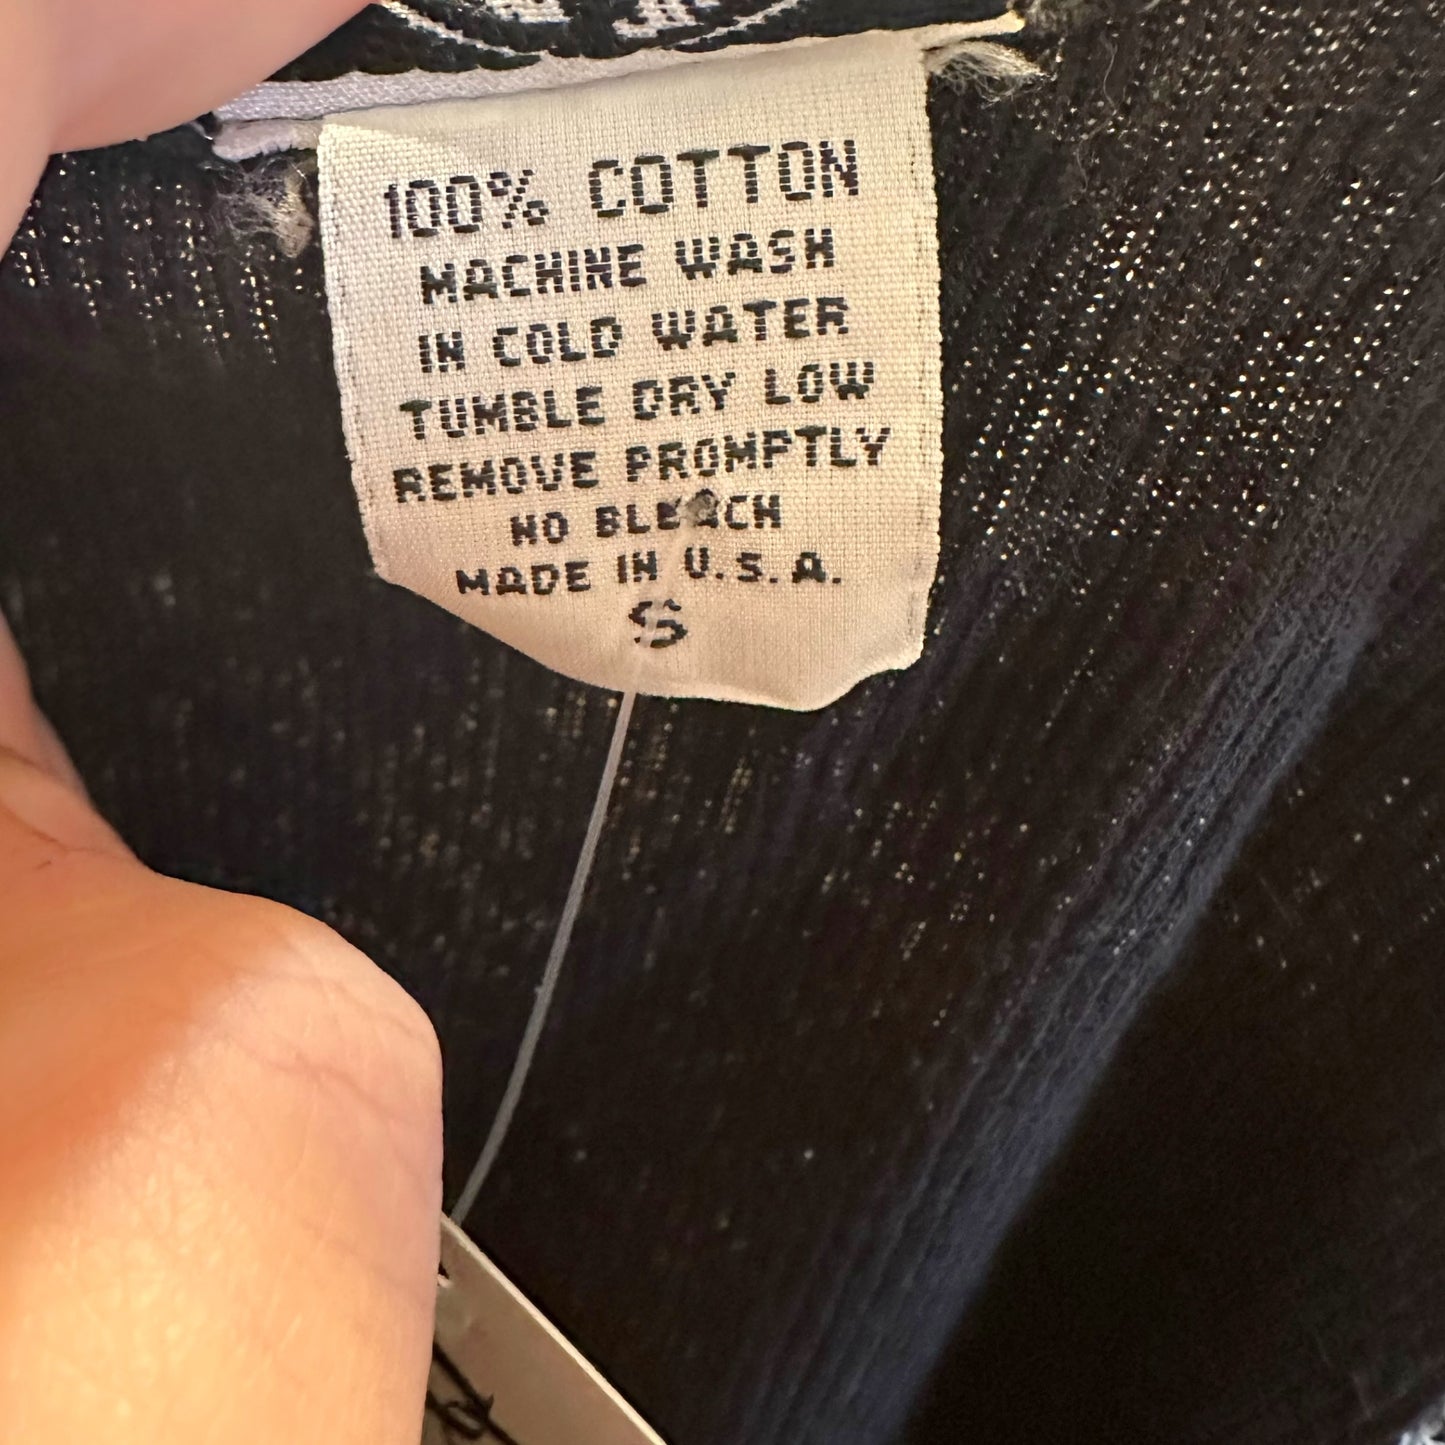 100% COTTON
MACHINE WASH
IN COLD WATER
TUMBLE DRY LOW
REMOVE PROMPTLY
NO BLEACH
MADE IN U.S.A.
S